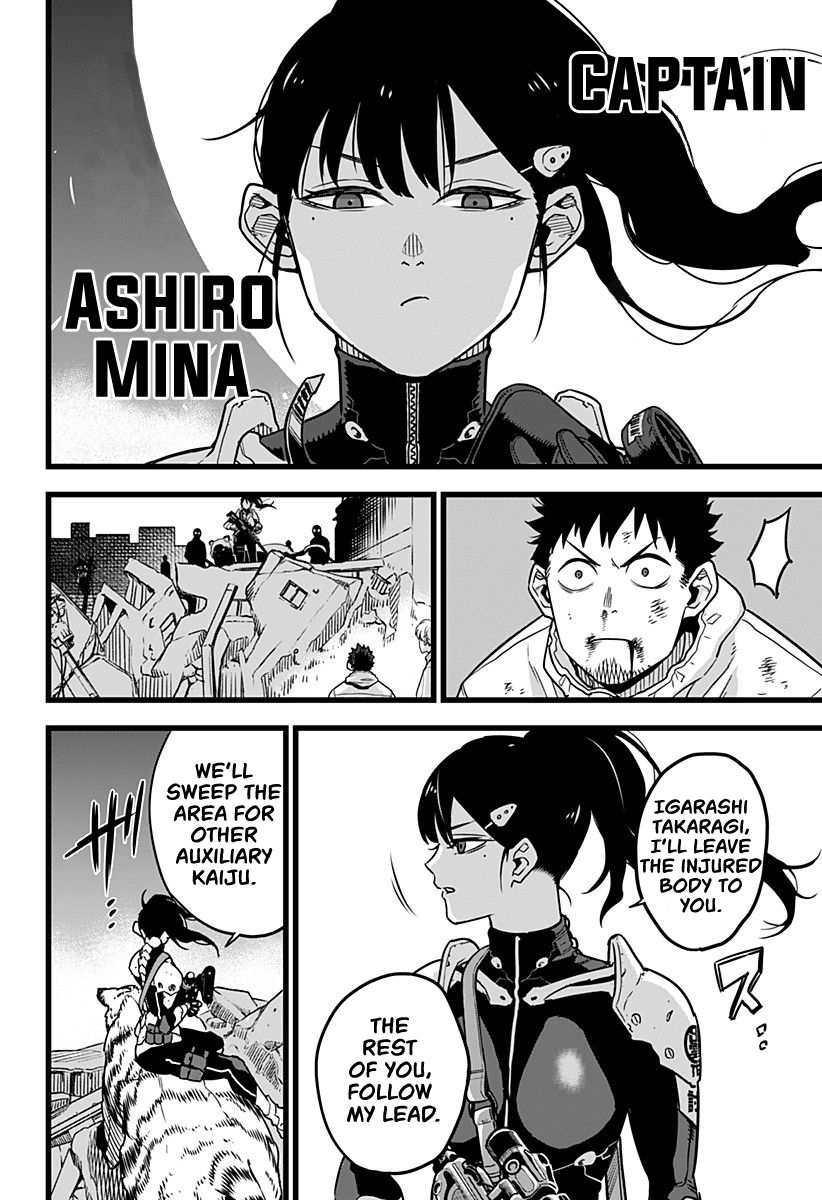 CAPTAIN
ASHIRO
MINA
IGARASHI
TAKARAGI,
I'LL LEAVE
THE INJURED
BODY TO
YOU.
ス
THE
REST
OF YOU,
FOLLOW
MY LEAD.
WE'LL
SWEEP THE
AREA FOR
OTHER
AUXILIARY
KAIJU.